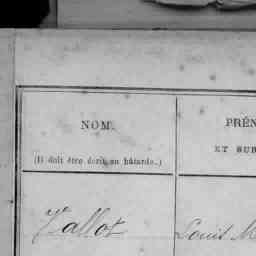 NOM.
(Il doit être écrit en bâtarde.)
PRÉN
ET SUR
Vallot
Louis M